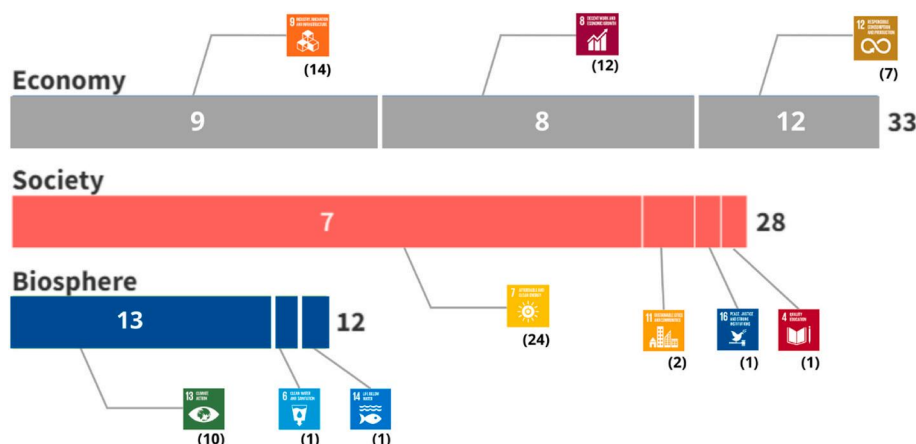 9 INDUSTRY, INNOVATION
AND INFRASTRUCTURE
(14)
8 DECENT WORK AND
ECONOMIC GROWTH
(12)
12 RESPONSIBLE
CONSUMPTION
AND PRODUCTION
(7)
Economy
9
8
12
33
Society
7
28
7 AFFORDABLE AND
CLEAN ENERGY
(24)
11 SUSTAINABLE CITIES
AND COMMUNITIES
(2)
16 PEACE, JUSTICE
AND STRONG
INSTITUTIONS
(1)
4 QUALITY
EDUCATION
(1)
Biosphere
13
12
13 CLIMATE
ACTION
(10)
6 CLEAN WATER
AND SANITATION
(1)
14 LIFE BELOW
WATER
(1)